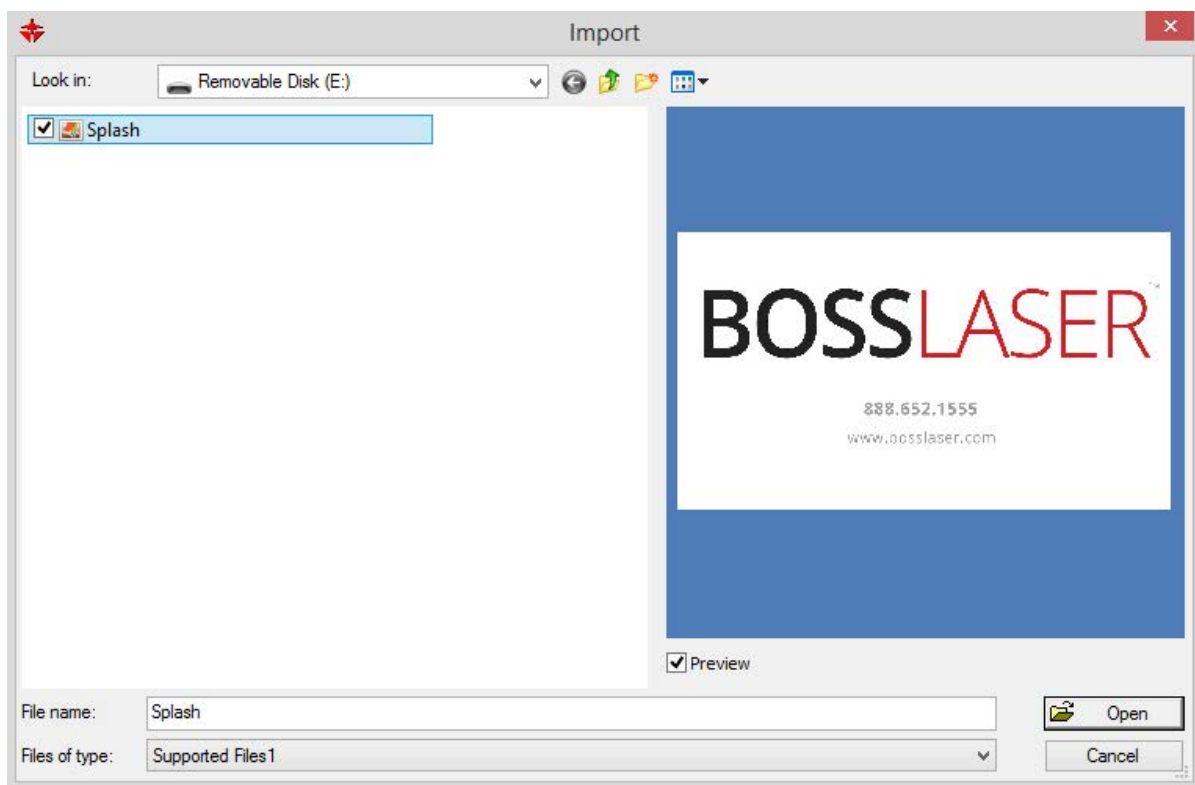 Import
Look in:
Removable Disk (E:)
Splash
BOSSLASER™
888.652.1555
www.bosslaser.com
Preview
File name:
Splash
Open
Files of type:
Supported Files1
Cancel